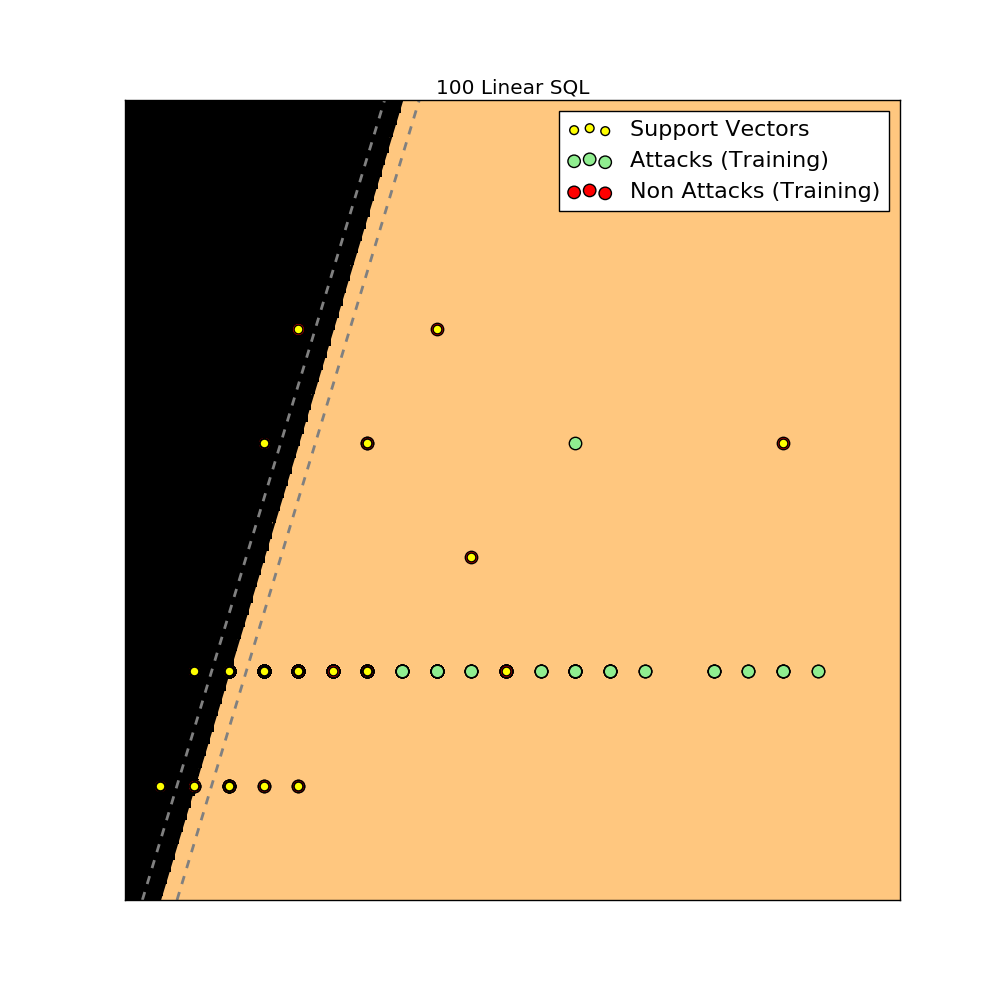 100 Linear SQL
Support Vectors
Attacks (Training)
Non Attacks (Training)